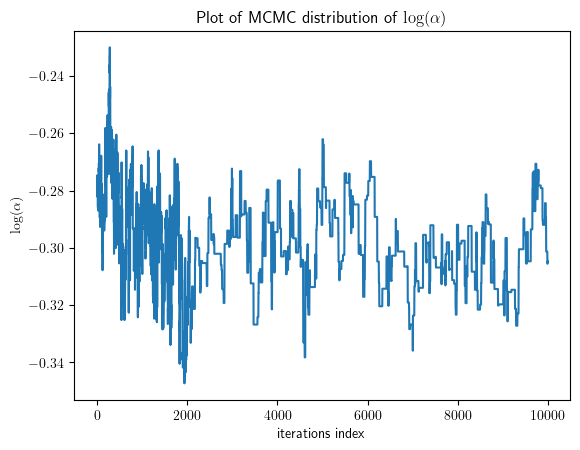 Plot of MCMC distribution of log(α)
−0.24
−0.26
−0.28
−0.30
−0.32
−0.34
log(α)
0 2000 4000 6000 8000 10000
iterations index